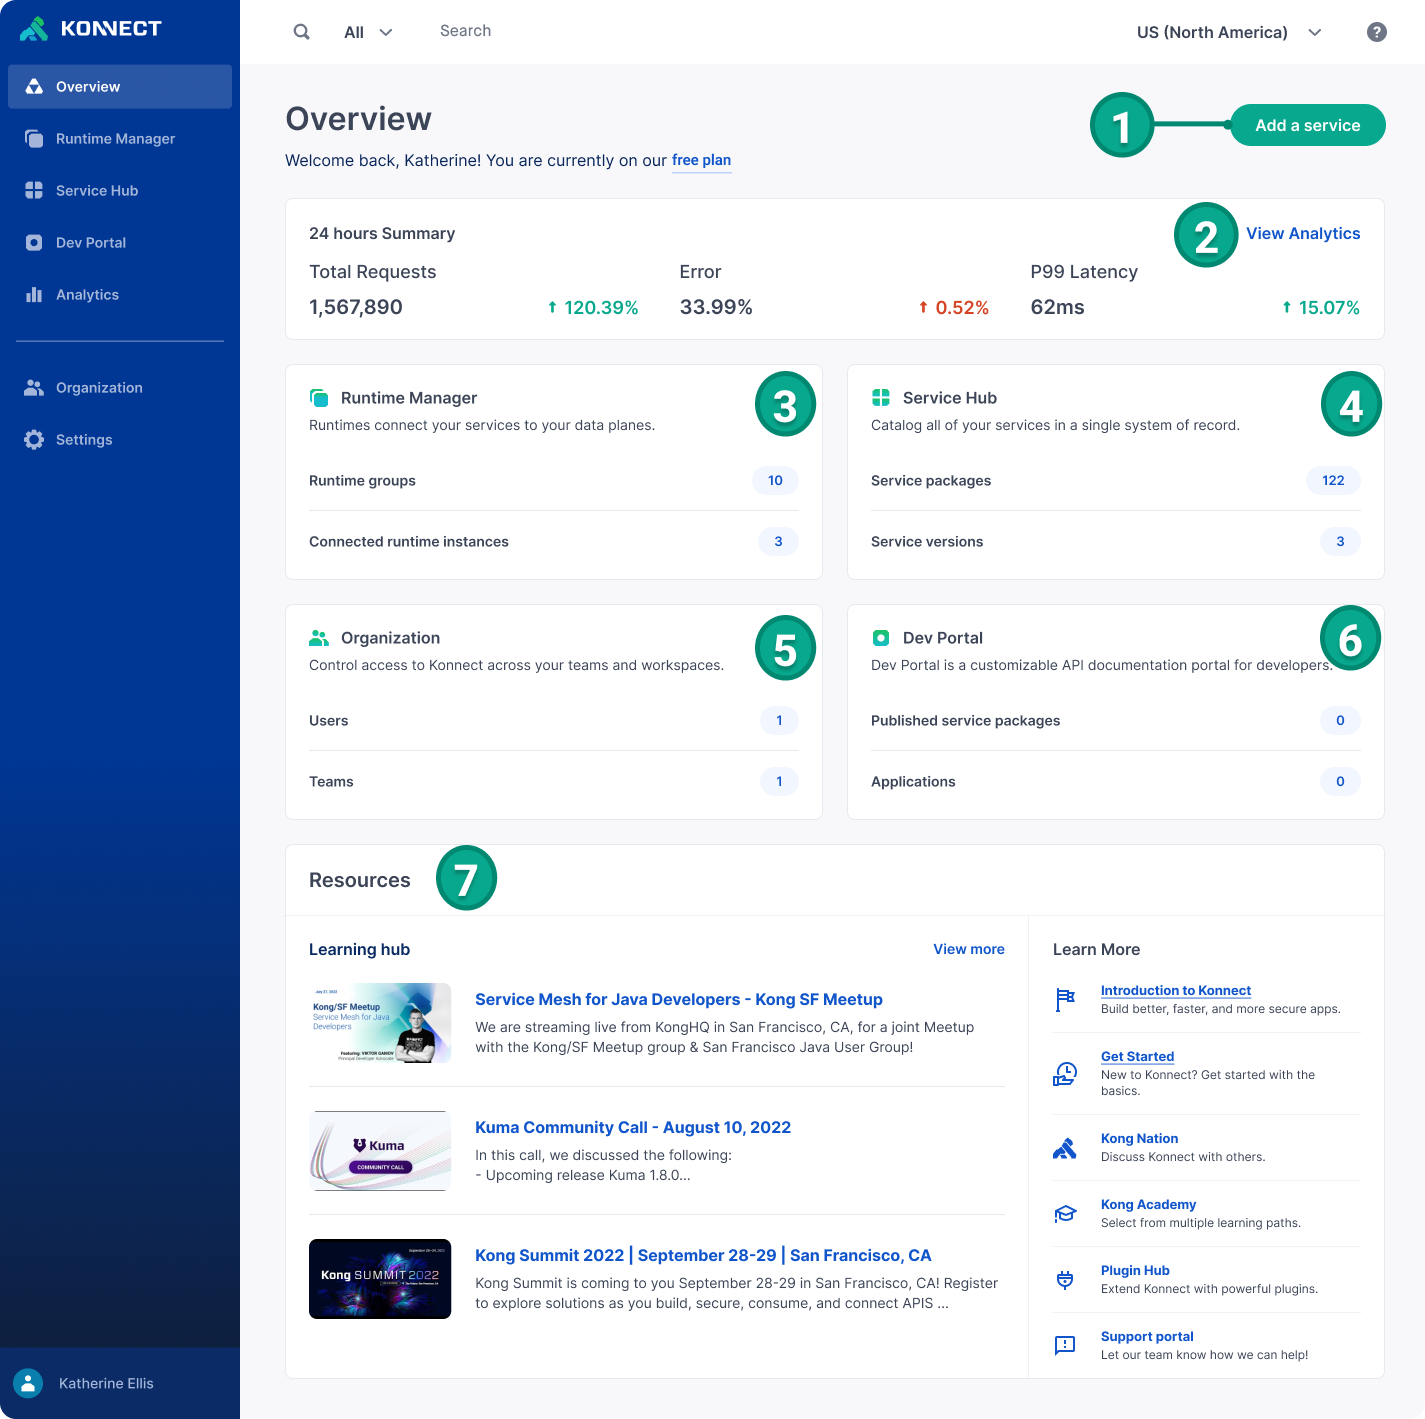 KONNECT
Overview
Runtime Manager
Service Hub
Dev Portal
Analytics
Organization
Settings
Katherine Ellis
All
Search
US (North America)
?
Overview
Welcome back, Katherine! You are currently on our free plan
1
Add a service
24 hours Summary
2
View Analytics
Total Requests
1,567,890
120.39%
Error
33.99%
0.52%
P99 Latency
62ms
15.07%
Runtime Manager
3
Runtimes connect your services to your data planes.
Runtime groups
10
Connected runtime instances
3
Service Hub
4
Catalog all of your services in a single system of record.
Service packages
122
Service versions
3
Organization
5
Control access to Konnect across your teams and workspaces.
Users
1
Teams
1
Dev Portal
6
Dev Portal is a customizable API documentation portal for developers.
Published service packages
0
Applications
0
Resources
7
Learning hub
View more
July 27, 2022
Kong/SF Meetup
Service Mesh for Java
Developers
Featuring: VIKTOR GAMOV
Principal Developer Advocate
Service Mesh for Java Developers - Kong SF Meetup
We are streaming live from KongHQ in San Francisco, CA, for a joint Meetup
with the Kong/SF Meetup group & San Francisco Java User Group!
Kuma
COMMUNITY CALL
Kuma Community Call - August 10, 2022
In this call, we discussed the following:
- Upcoming release Kuma 1.8.0...
Kong SUMMIT 2022
Kong Summit 2022 | September 28-29 | San Francisco, CA
Kong Summit is coming to you September 28-29 in San Francisco, CA! Register
to explore solutions as you build, secure, consume, and connect APIS ...
Learn More
Introduction to Konnect
Build better, faster, and more secure apps.
Get Started
New to Konnect? Get started with the
basics.
Kong Nation
Discuss Konnect with others.
Kong Academy
Select from multiple learning paths.
Plugin Hub
Extend Konnect with powerful plugins.
Support portal
Let our team know how we can help!